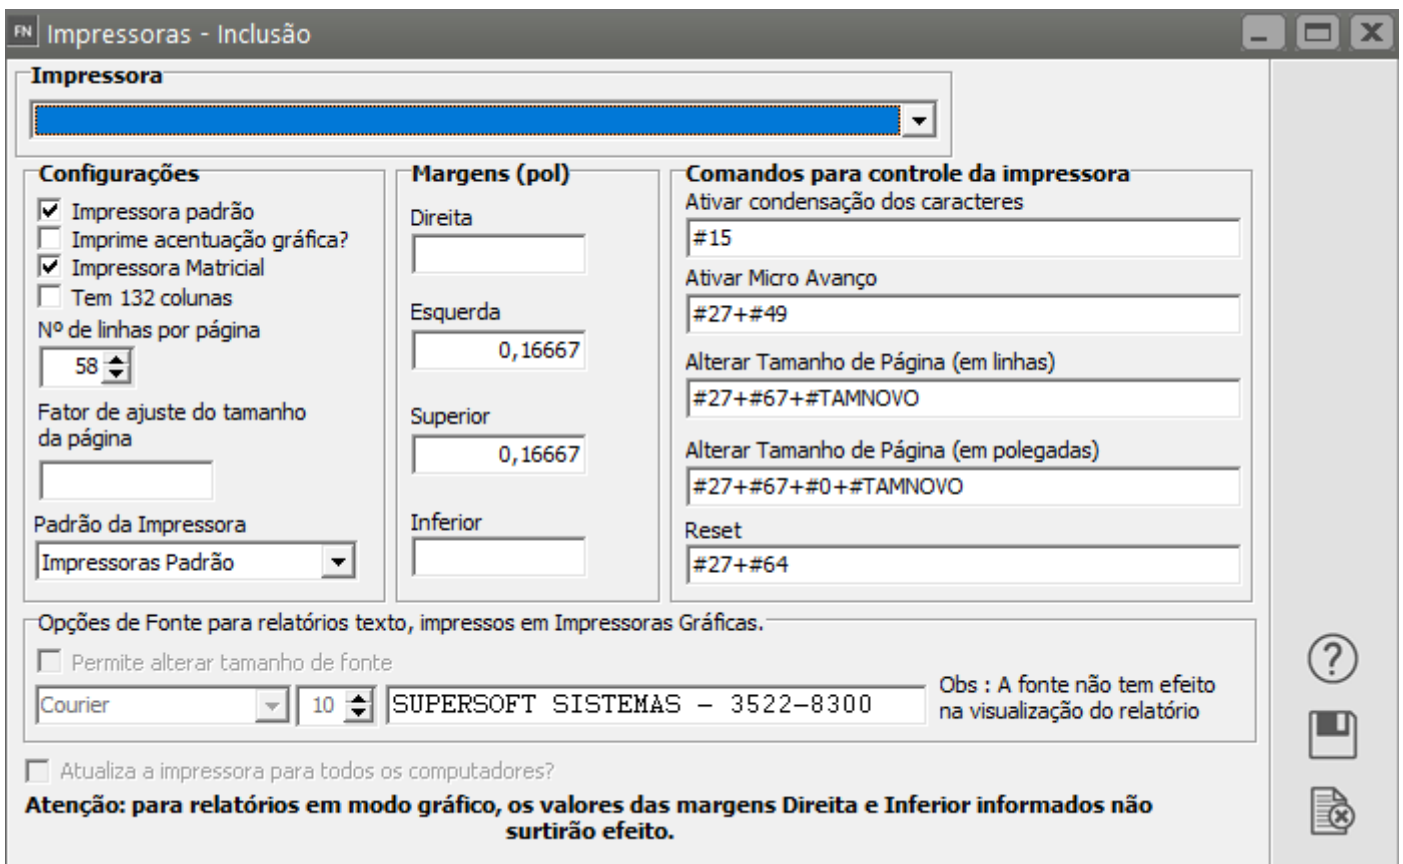 FN Impressoras - Inclusão
Impressora
Configurações
Impressora padrão
Imprime acentuação gráfica?
Impressora Matricial
Tem 132 colunas
Nº de linhas por página
58
Fator de ajuste do tamanho
da página
Padrão da Impressora
Impressoras Padrão
Margens (pol)
Direita
Esquerda
0,16667
Superior
0,16667
Inferior
Comandos para controle da impressora
Ativar condensação dos caracteres
#15
Ativar Micro Avanço
#27+#49
Alterar Tamanho de Página (em linhas)
#27+#67+#TAMNOVO
Alterar Tamanho de Página (em polegadas)
#27+#67+#0+#TAMNOVO
Reset
#27+#64
Opções de Fonte para relatórios texto, impressos em Impressoras Gráficas.
Permite alterar tamanho de fonte
Courier
10
SUPERSOFT SISTEMAS - 3522-8300
Obs : A fonte não tem efeito
na visualização do relatório
Atualiza a impressora para todos os computadores?
Atenção: para relatórios em modo gráfico, os valores das margens Direita e Inferior informados não
surtirão efeito.